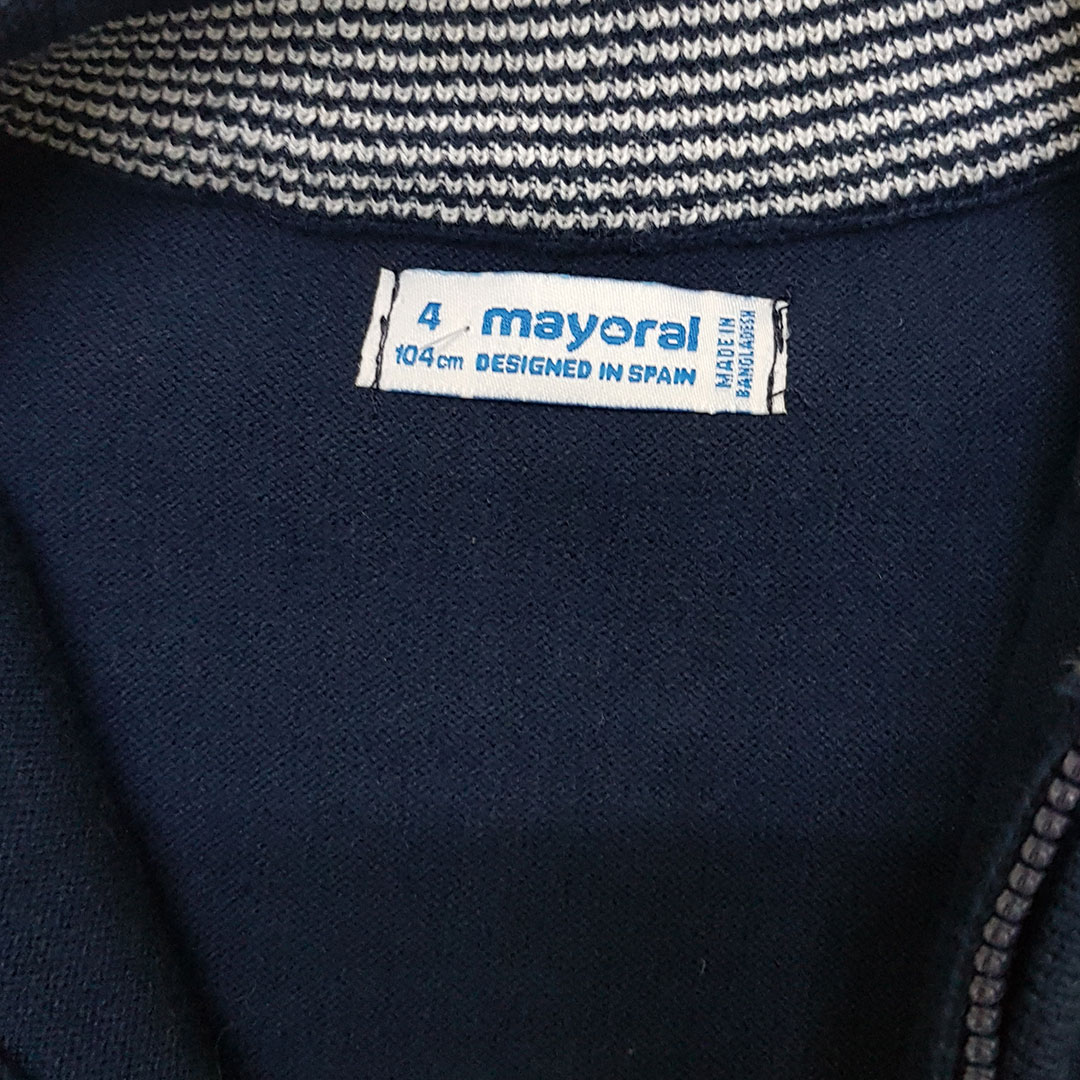 4 mayoral
104cm DESIGNED IN SPAIN
MADE IN
BANGLADESH